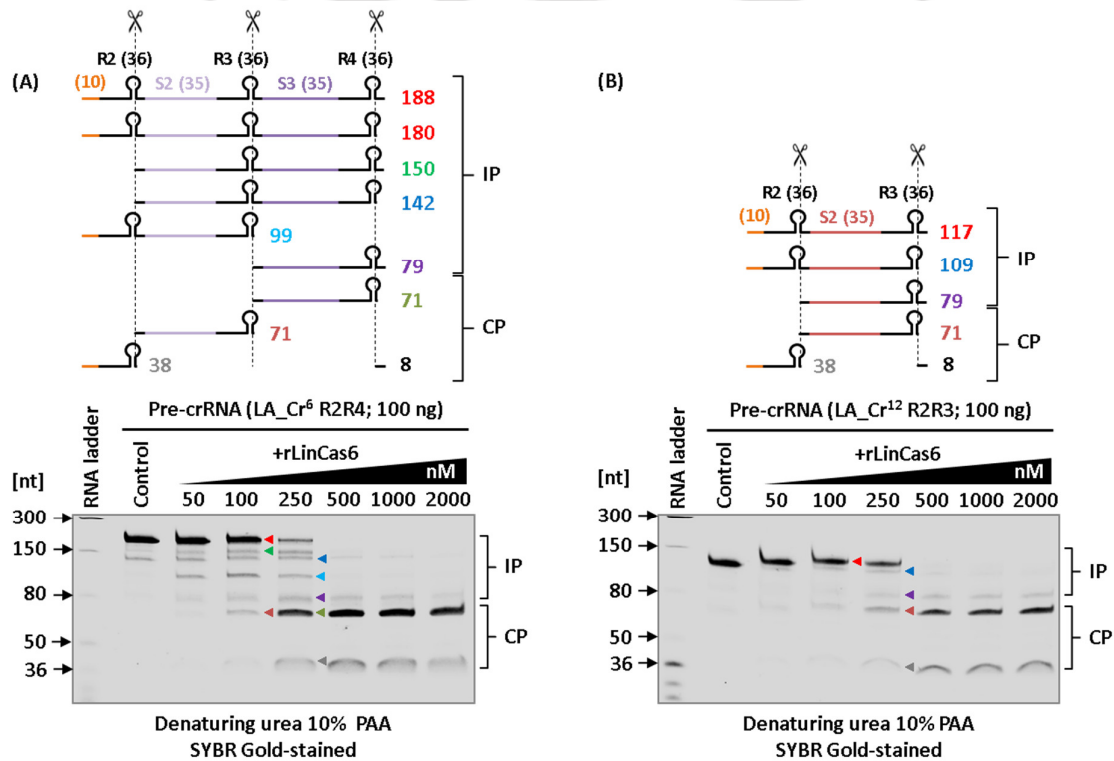 R2 (36) R3 (36) R4 (36)
(A) (10) S2 (35) S3 (35)
188
180
150
142
99
79
71
71
38 8
IP
CP
Pre-crRNA (LA_Cr⁶ R2R4; 100 ng)
+rLinCas6
RNA ladder
Control
nM
[nt] 50 100 250 500 1000 2000
300
150
80
50
36
IP
CP
Denaturing urea 10% PAA
SYBR Gold-stained
(B)
R2 (36) R3 (36)
(10) S2 (35)
117
109
79
71
38 8
IP
CP
Pre-crRNA (LA_Cr¹² R2R3; 100 ng)
+rLinCas6
RNA ladder
Control
nM
[nt] 50 100 250 500 1000 2000
300
150
80
50
36
IP
CP
Denaturing urea 10% PAA
SYBR Gold-stained